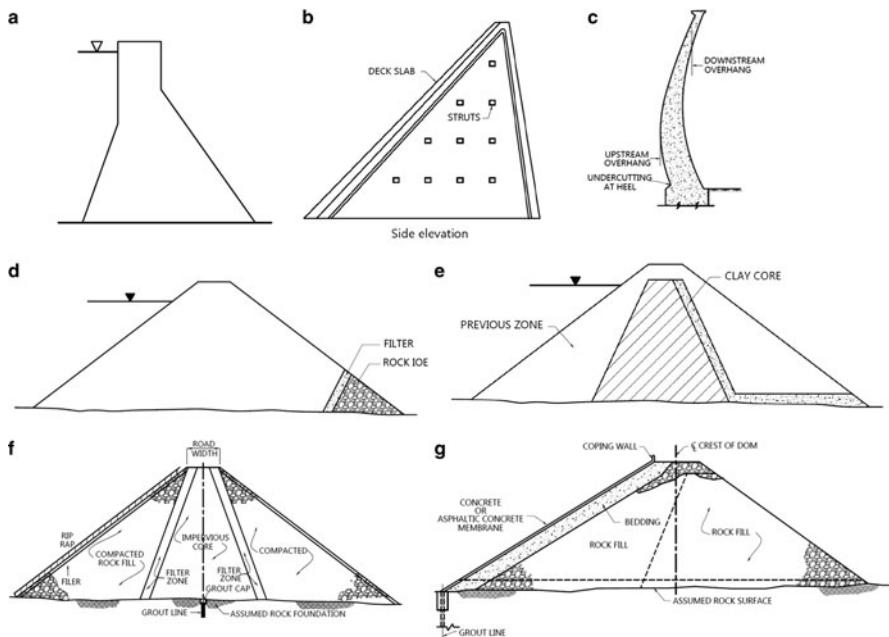 a
b
DECK SLAB
STRUTS
Side elevation
c
DOWNSTREAM
OVERHANG
UPSTREAM
OVERHANG
UNDERCUTTING
AT HEEL
d
FILTER
ROCK IOE
e
CLAY CORE
PREVIOUS ZONE
f
ROAD
WIDTH
RIP
RAP
COMPACTED
ROCK FILL
IMPERVIOUS
CORE
COMPACTED
FILER
FILTER
ZONE
FILTER
ZONE
GROUT CAP
GROUT LINE
ASSUMED ROCK FOUNDATION
g
COPING WALL
℄ CREST OF DOM
CONCRETE
OR
ASPHALTIC CONCRETE
MEMBRANE
BEDDING
ROCK FILL
ROCK FILL
ASSUMED ROCK SURFACE
GROUT LINE